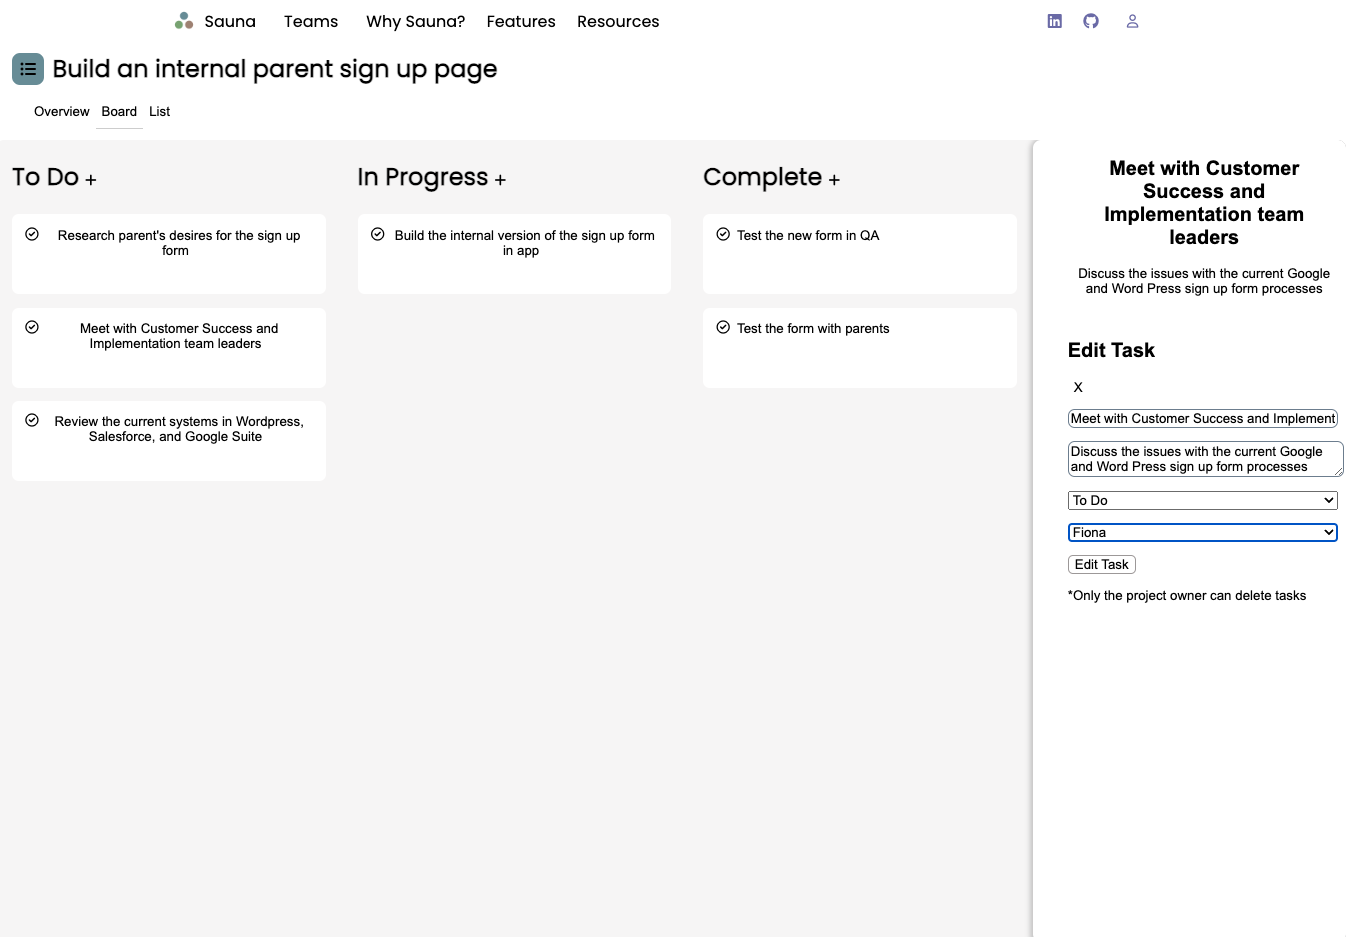 Sauna Teams Why Sauna? Features Resources
Build an internal parent sign up page
Overview Board List
To Do +
Research parent's desires for the sign up
form
Meet with Customer Success and
Implementation team leaders
Review the current systems in Wordpress,
Salesforce, and Google Suite
In Progress +
Build the internal version of the sign up form
in app
Complete +
Test the new form in QA
Test the form with parents
Meet with Customer
Success and
Implementation team
leaders
Discuss the issues with the current Google
and Word Press sign up form processes
Edit Task
X
Meet with Customer Success and Implement
Discuss the issues with the current Google
and Word Press sign up form processes
To Do
Fiona
Edit Task
*Only the project owner can delete tasks